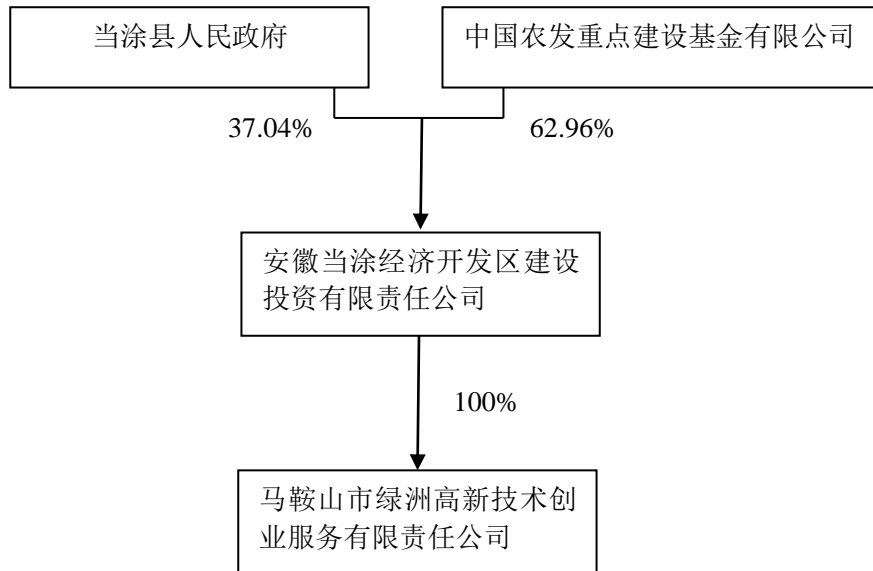 当涂县人民政府
中国农发重点建设基金有限公司
37.04%
62.96%
安徽当涂经济开发区建设
投资有限责任公司
100%
马鞍山市绿洲高新技术创
业服务有限责任公司